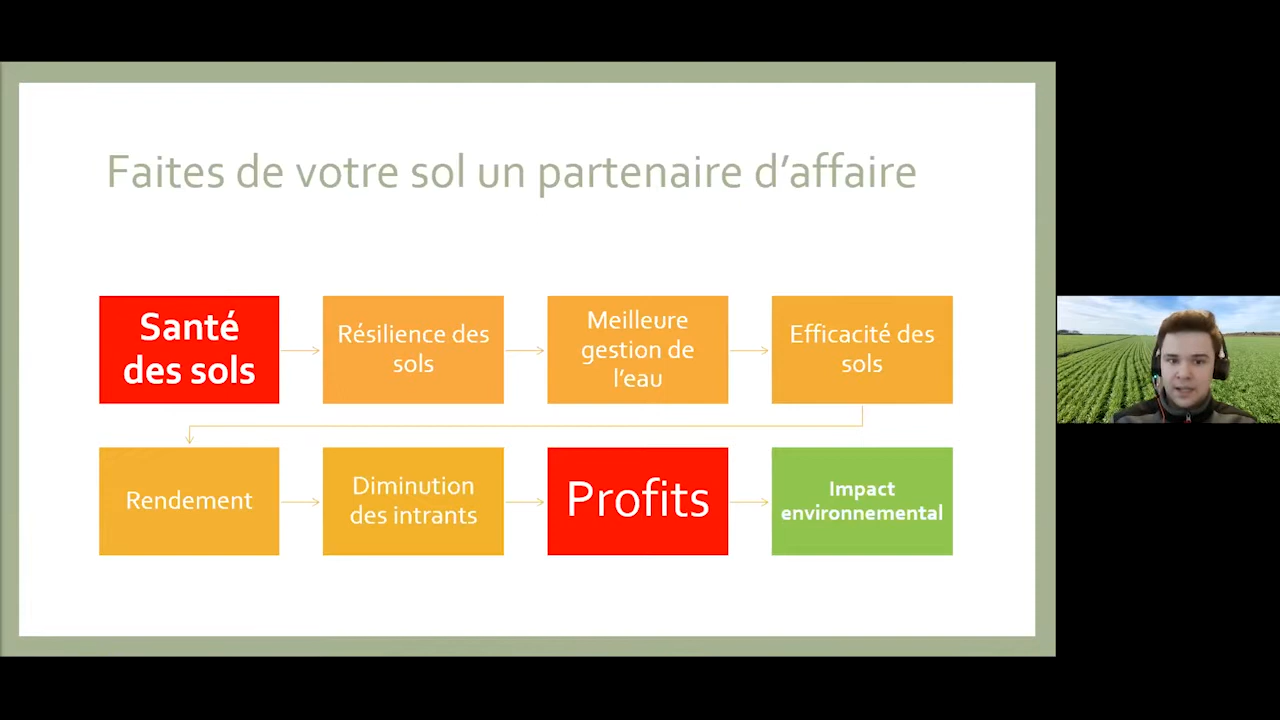 Faites de votre sol un partenaire d’affaire
Santé
des sols
Résilience des
sols
Meilleure
gestion de
l’eau
Efficacité des
sols
Rendement
Diminution
des intrants
Profits
Impact
environnemental